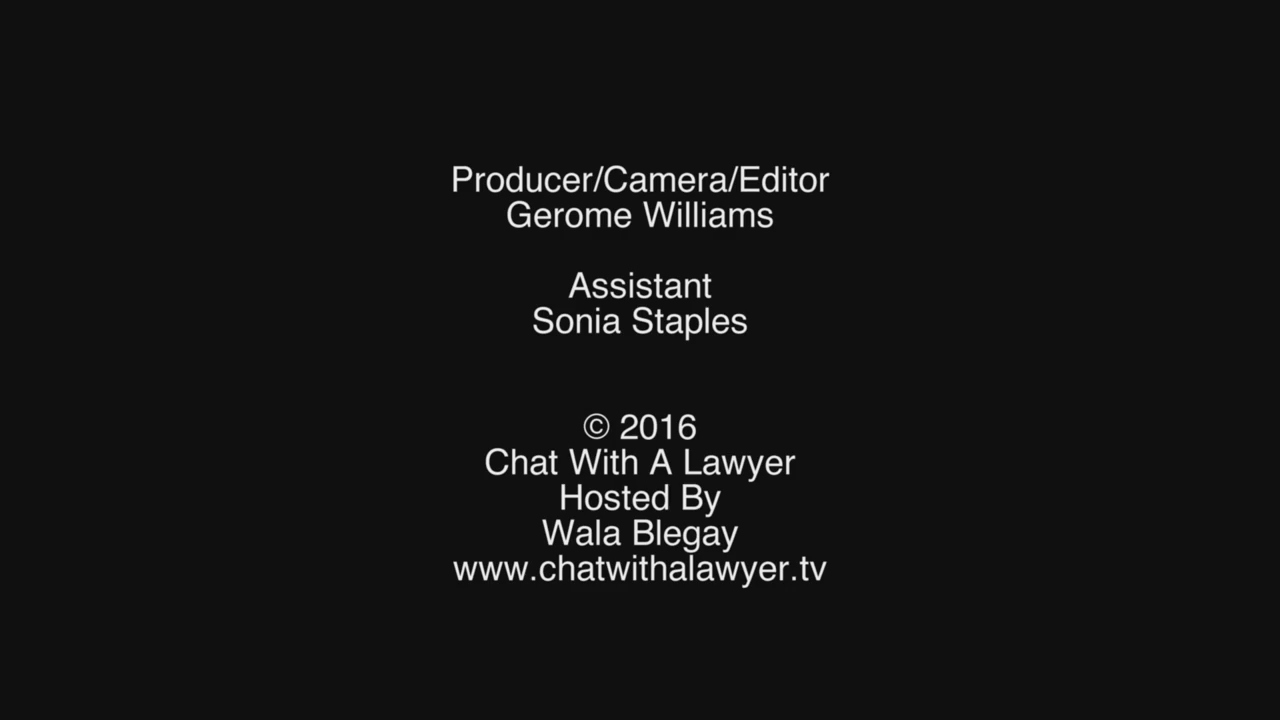 Producer/Camera/Editor
Gerome Williams
Assistant
Sonia Staples
© 2016
Chat With A Lawyer
Hosted By
Wala Blegay
www.chatwithalawyer.tv